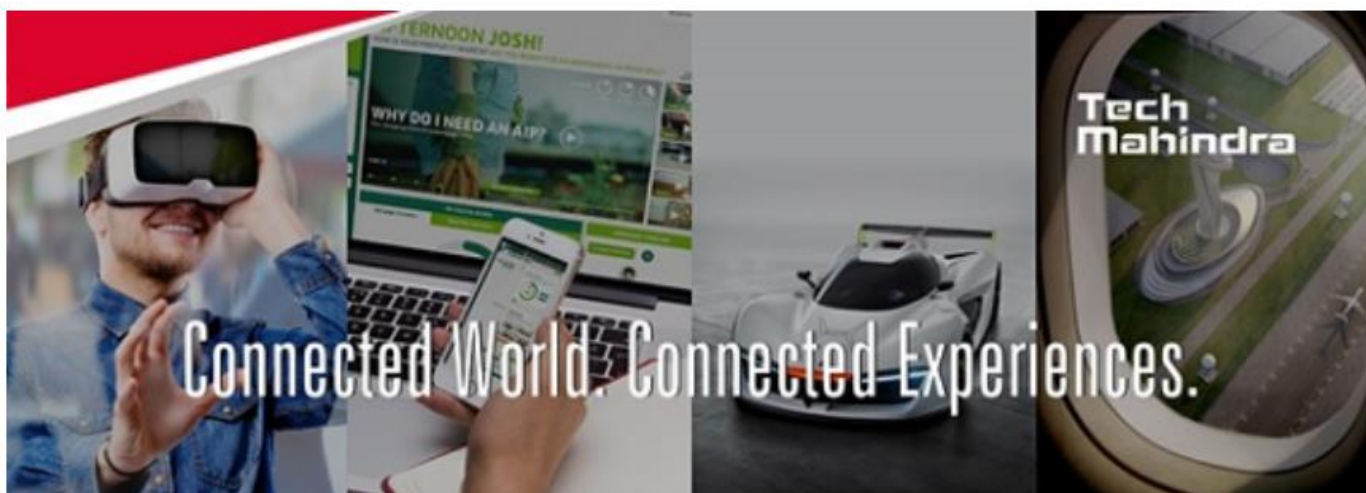 TERNOON JOSH!
WHY DO I NEED AN AIP?
Tech
Mahindra
Connected World. Connected Experiences.